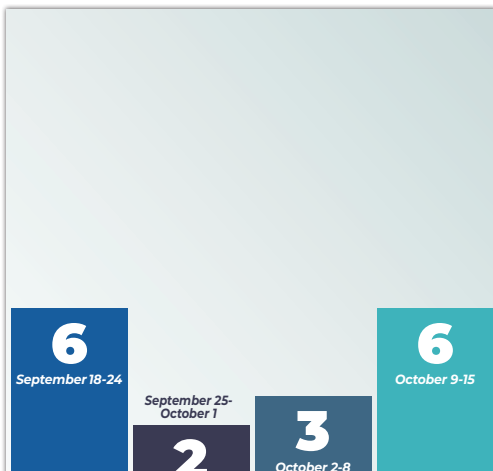 6
September 18-24
September 25-
October 1
2
3
October 2-8
6
October 9-15